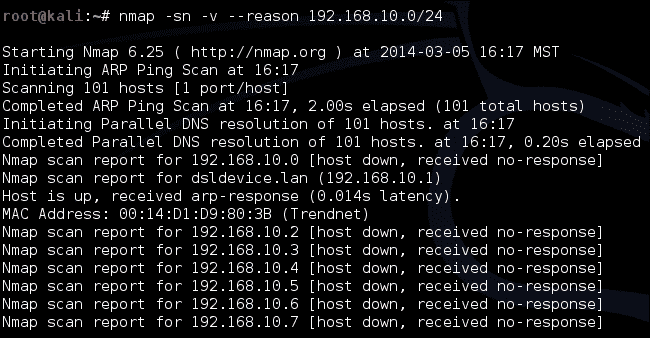 root@kali:~# nmap -sn -v --reason 192.168.10.0/24
Starting Nmap 6.25 ( http://nmap.org ) at 2014-03-05 16:17 MST
Initiating ARP Ping Scan at 16:17
Scanning 101 hosts [1 port/host]
Completed ARP Ping Scan at 16:17, 2.00s elapsed (101 total hosts)
Initiating Parallel DNS resolution of 101 hosts. at 16:17
Completed Parallel DNS resolution of 101 hosts. at 16:17, 0.20s elapsed
Nmap scan report for 192.168.10.0 [host down, received no-response]
Nmap scan report for dsldevice.lan (192.168.10.1)
Host is up, received arp-response (0.014s latency).
MAC Address: 00:14:D1:D9:80:3B (Trendnet)
Nmap scan report for 192.168.10.2 [host down, received no-response]
Nmap scan report for 192.168.10.3 [host down, received no-response]
Nmap scan report for 192.168.10.4 [host down, received no-response]
Nmap scan report for 192.168.10.5 [host down, received no-response]
Nmap scan report for 192.168.10.6 [host down, received no-response]
Nmap scan report for 192.168.10.7 [host down, received no-response]